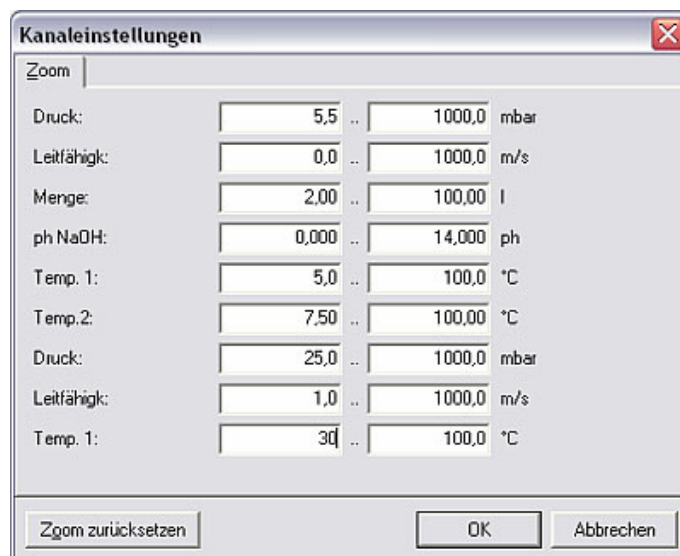 Kanaleinstellungen
Zoom
Druck: 5,5 .. 1000,0 mbar
Leitfähigk: 0,0 .. 1000,0 m/s
Menge: 2,00 .. 100,00 l
ph NaOH: 0,000 .. 14,000 ph
Temp. 1: 5,0 .. 100,0 °C
Temp.2: 7,50 .. 100,00 °C
Druck: 25,0 .. 1000,0 mbar
Leitfähigk: 1,0 .. 1000,0 m/s
Temp. 1: 30 .. 100,0 °C
Zoom zurücksetzen OK Abbrechen